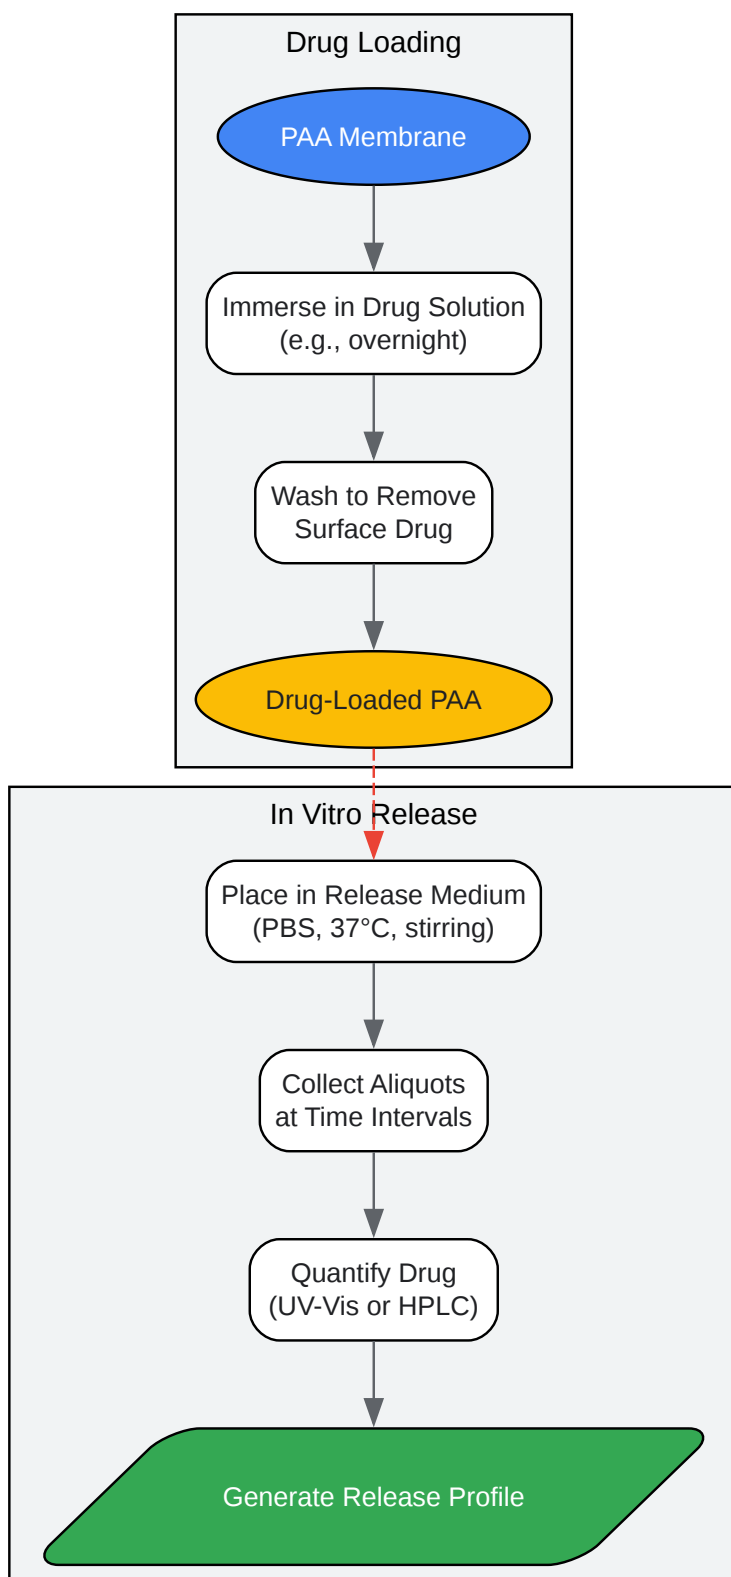 Drug Loading
PAA Membrane
Immerse in Drug Solution
(e.g., overnight)
Wash to Remove
Surface Drug
Drug-Loaded PAA
In Vitro Release
Place in Release Medium
(PBS, 37°C, stirring)
Collect Aliquots
at Time Intervals
Quantify Drug
(UV-Vis or HPLC)
Generate Release Profile